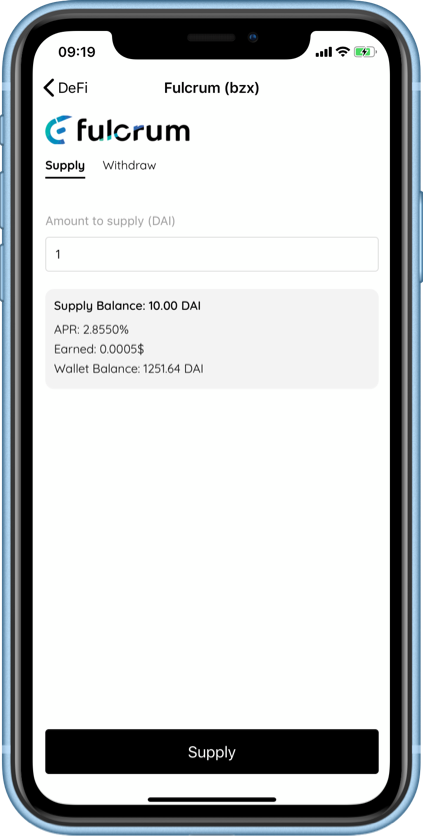 09:19
DeFi
Fulcrum (bzx)
fulcrum
Supply Withdraw
Amount to supply (DAI)
1
Supply Balance: 10.00 DAI
APR: 2.8550%
Earned: 0.0005$
Wallet Balance: 1251.64 DAI
Supply